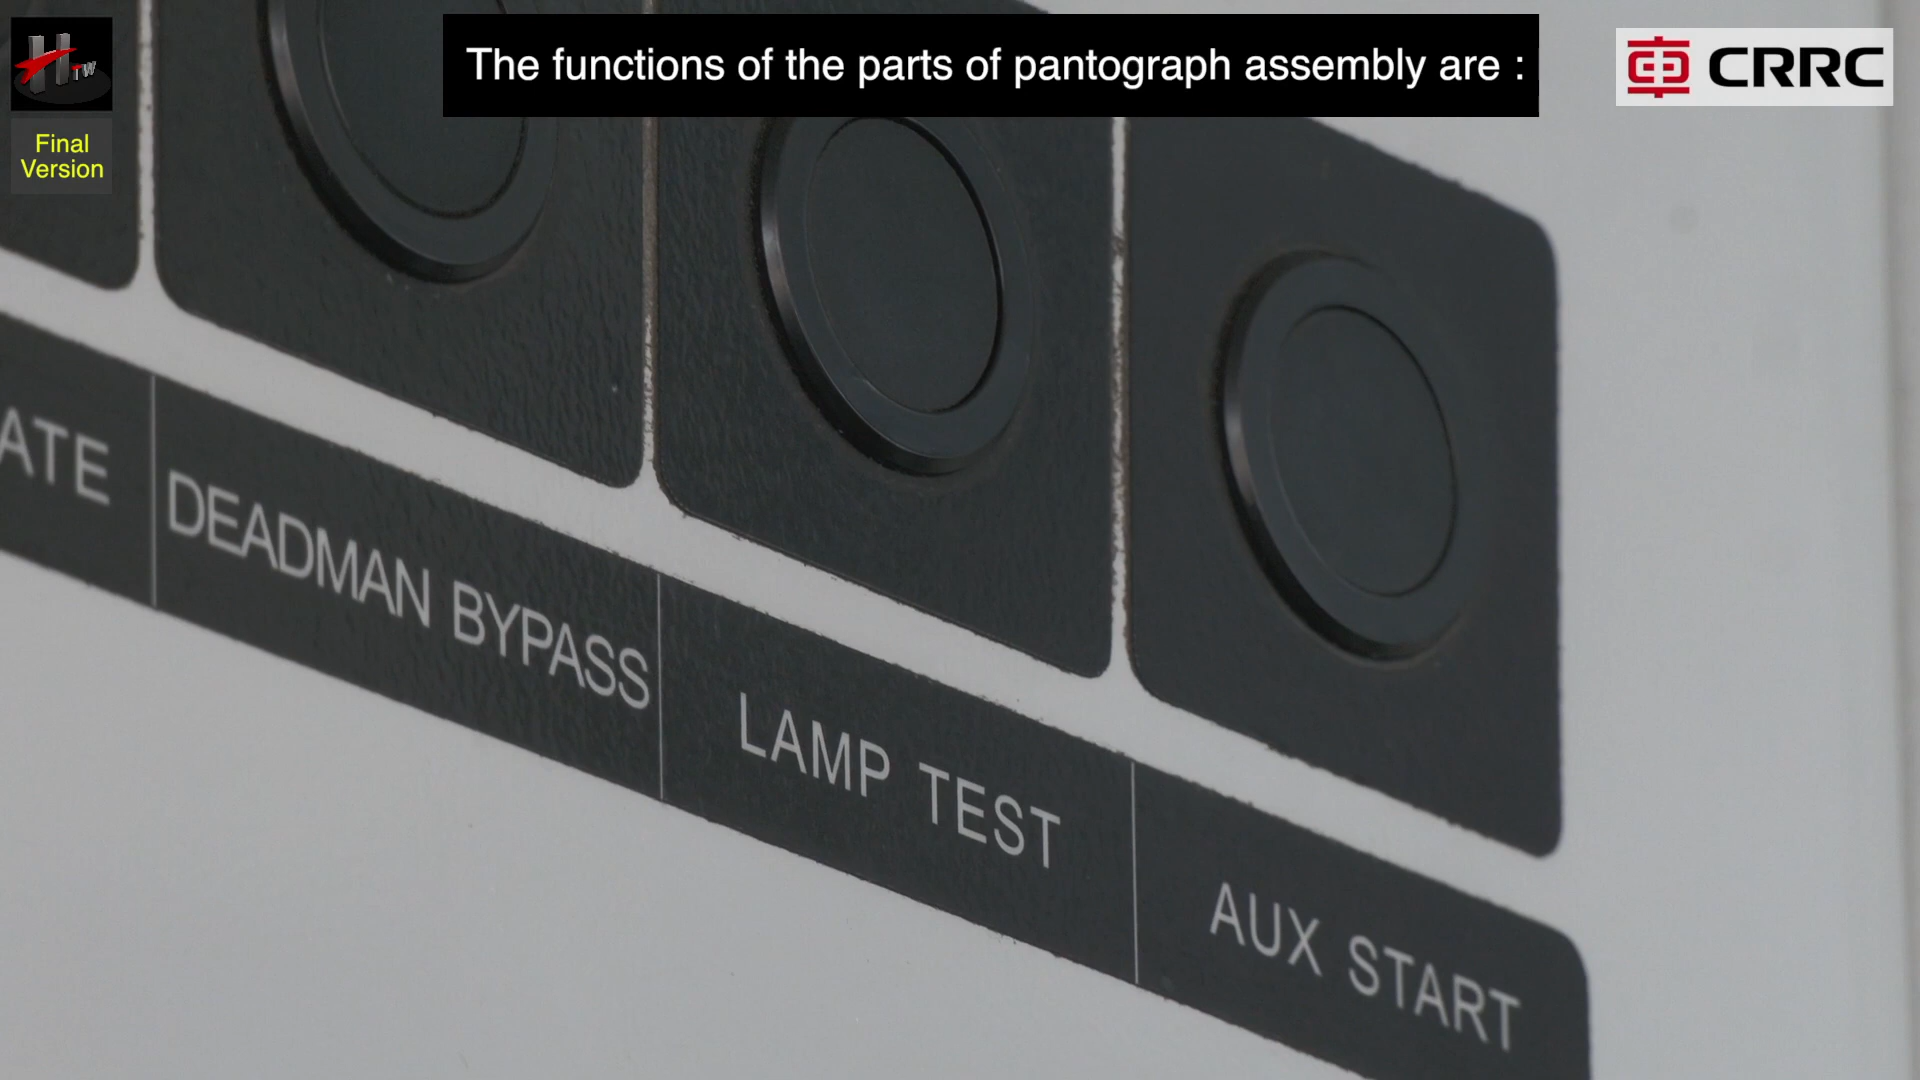 The functions of the parts of pantograph assembly are :
CRRC
HTW
Final
Version
ATE
DEADMAN BYPASS
LAMP TEST
AUX START